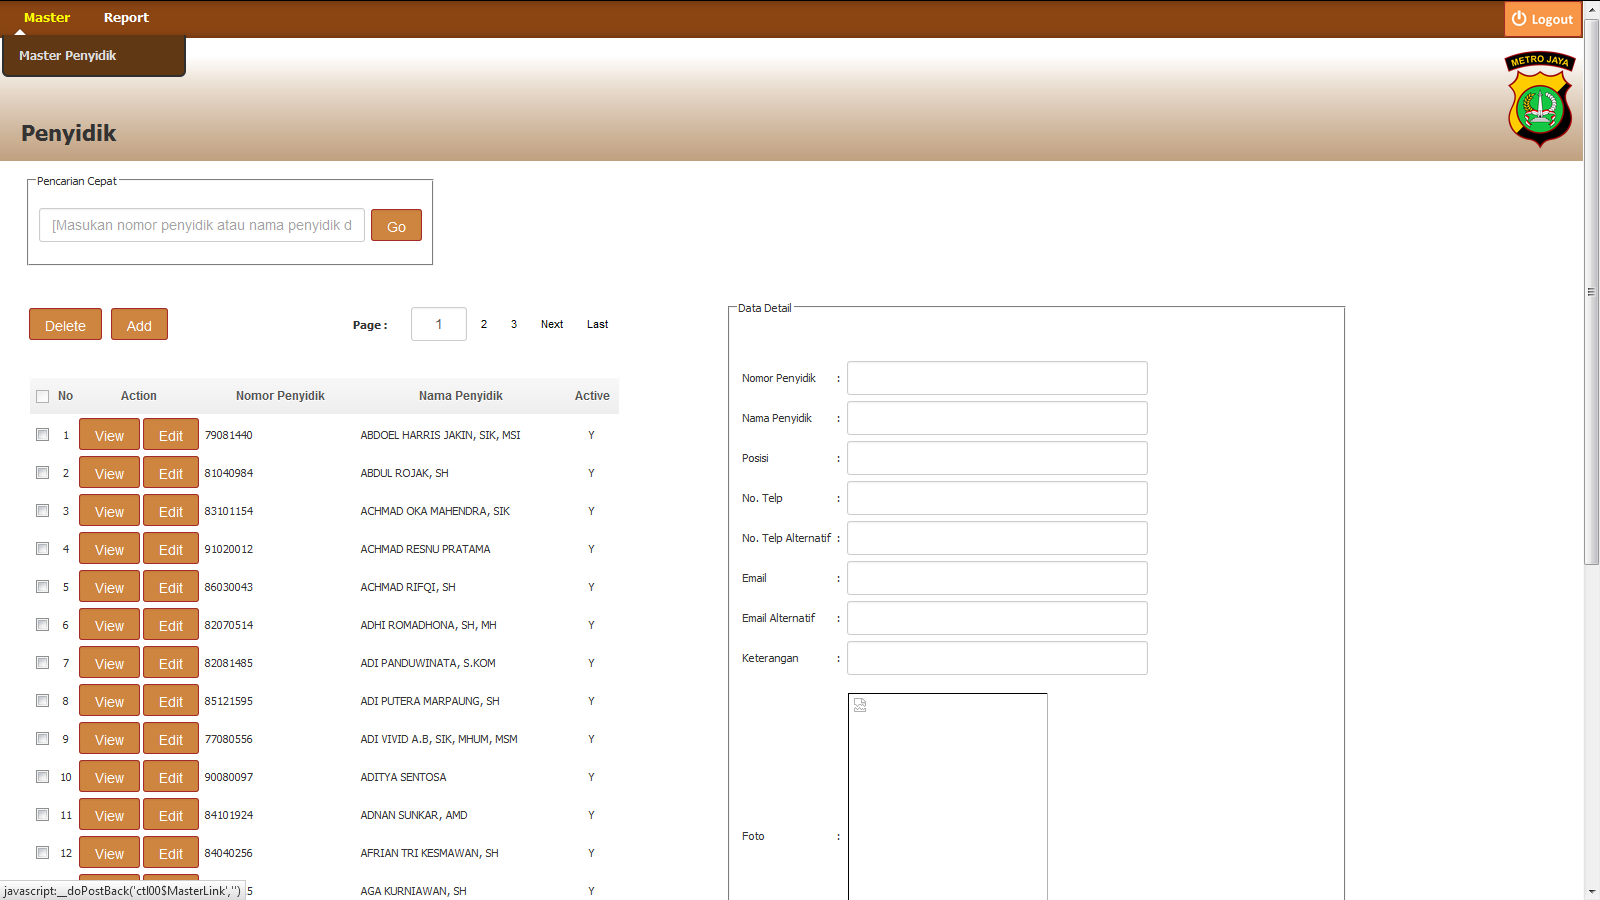 Master Report Logout
Master Penyidik
METRO JAYA
Penyidik
Pencarian Cepat
[Masukan nomor penyidik atau nama penyidik d Go
Delete Add Page : 1 2 3 Next Last
No Action Nomor Penyidik Nama Penyidik Active
1 View Edit 79081440 ABDOEL HARRIS JAKIN, SIK, MSI Y
2 View Edit 81040984 ABDUL ROJAK, SH Y
3 View Edit 83101154 ACHMAD OKA MAHENDRA, SIK Y
4 View Edit 91020012 ACHMAD RESNU PRATAMA Y
5 View Edit 86030043 ACHMAD RIFQI, SH Y
6 View Edit 82070514 ADHI ROMADHONA, SH, MH Y
7 View Edit 82081485 ADI PANDUWINATA, S.KOM Y
8 View Edit 85121595 ADI PUTERA MARPAUNG, SH Y
9 View Edit 77080556 ADI VIVID A.B, SIK, MHUM, MSM Y
10 View Edit 90080097 ADITYA SENTOSA Y
11 View Edit 84101924 ADNAN SUNKAR, AMD Y
12 View Edit 84040256 AFRIAN TRI KESMAWAN, SH Y
5 AGA KURNIAWAN, SH Y
javascript:__doPostBack('ctl00$MasterLink','')
Data Detail
Nomor Penyidik :
Nama Penyidik :
Posisi :
No. Telp :
No. Telp Alternatif :
Email :
Email Alternatif :
Keterangan :
Foto :